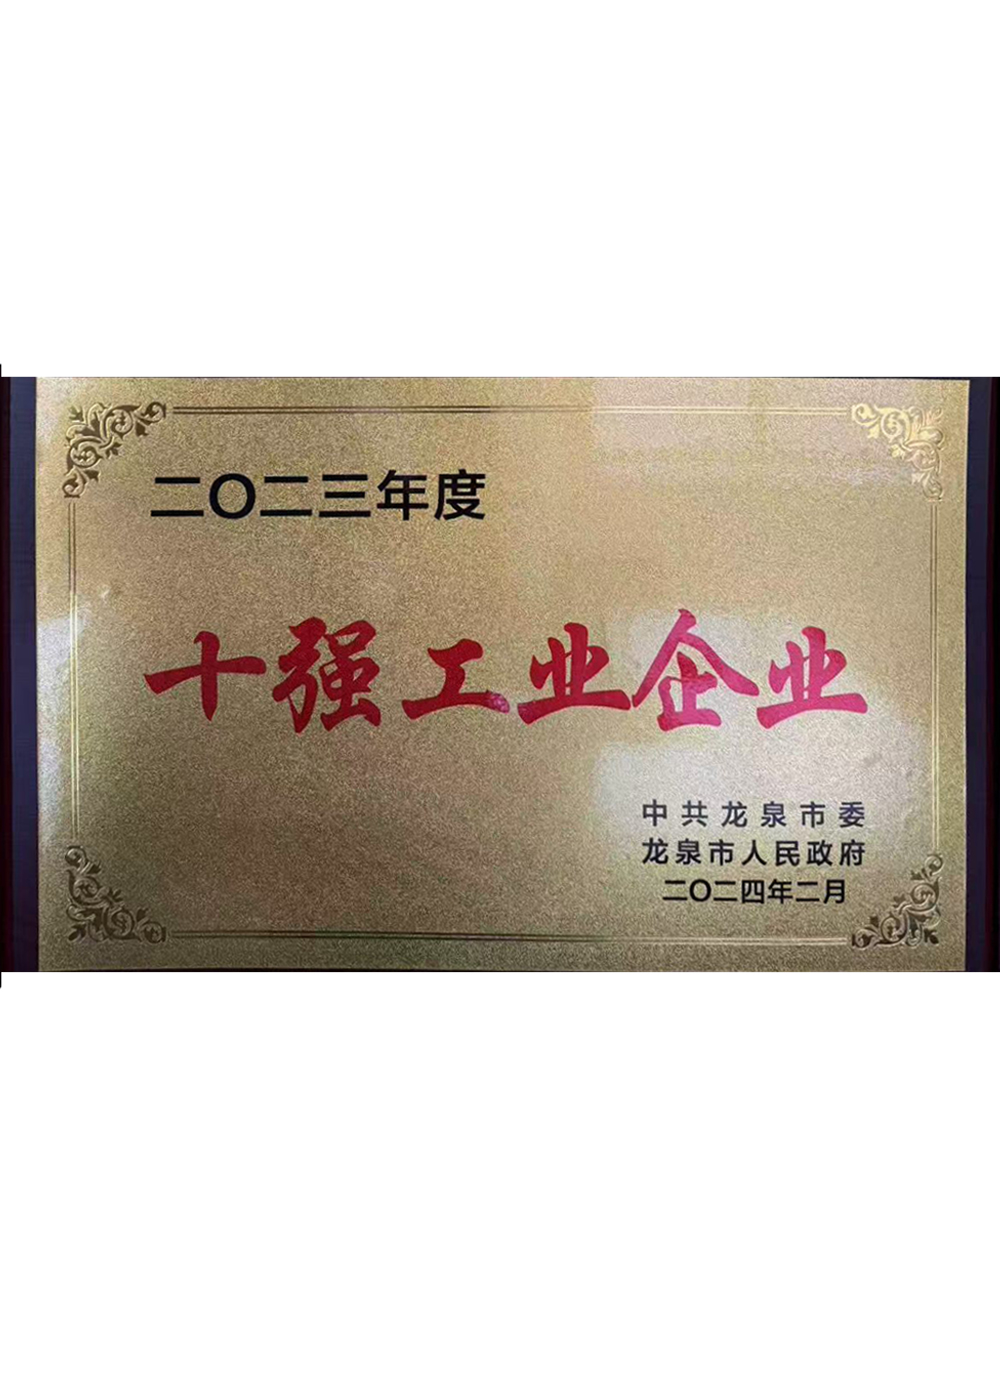 二〇二三年度
十强工业企业
中共龙泉市委
龙泉市人民政府
二〇二四年二月